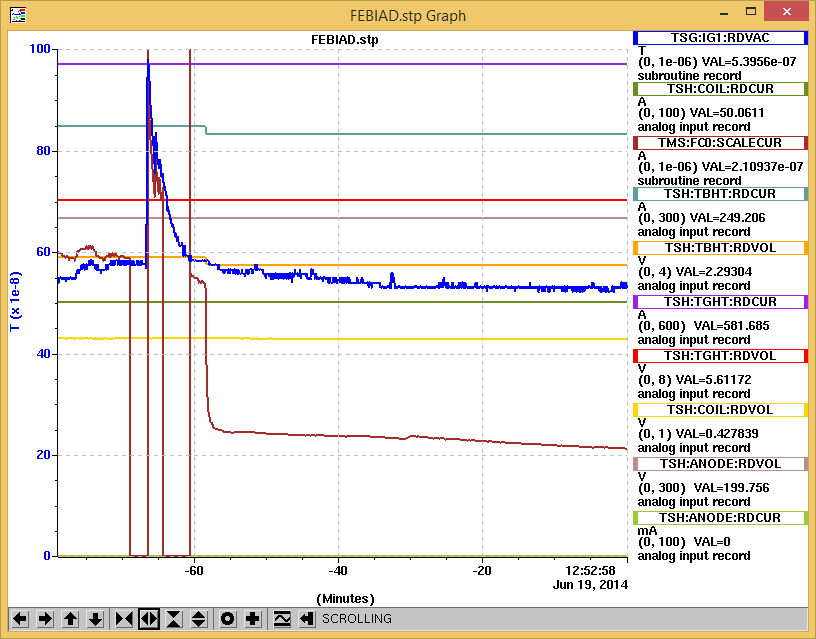 FEBIAD.stp Graph
FEBIAD.stp
100
80
60
40
20
0
T (x 1e-8)
-60
-40
-20
12:52:58
Jun 19, 2014
(Minutes)
TSG:IG1:RDVAC
T
(0, 1e-06) VAL=5.3956e-07
subroutine record
TSH:COIL:RDCUR
A
(0, 100) VAL=50.0611
analog input record
TMS:FC0:SCALECUR
A
(0, 1e-06) VAL=2.10937e-07
subroutine record
TSH:TBHT:RDCUR
A
(0, 300) VAL=249.206
analog input record
TSH:TBHT:RDVOL
V
(0, 4) VAL=2.29304
analog input record
TSH:TGHT:RDCUR
A
(0, 600) VAL=581.685
analog input record
TSH:TGHT:RDVOL
V
(0, 8) VAL=5.61172
analog input record
TSH:COIL:RDVOL
V
(0, 1) VAL=0.427839
analog input record
TSH:ANODE:RDVOL
V
(0, 300) VAL=199.756
analog input record
TSH:ANODE:RDCUR
mA
(0, 100) VAL=0
analog input record
SCROLLING